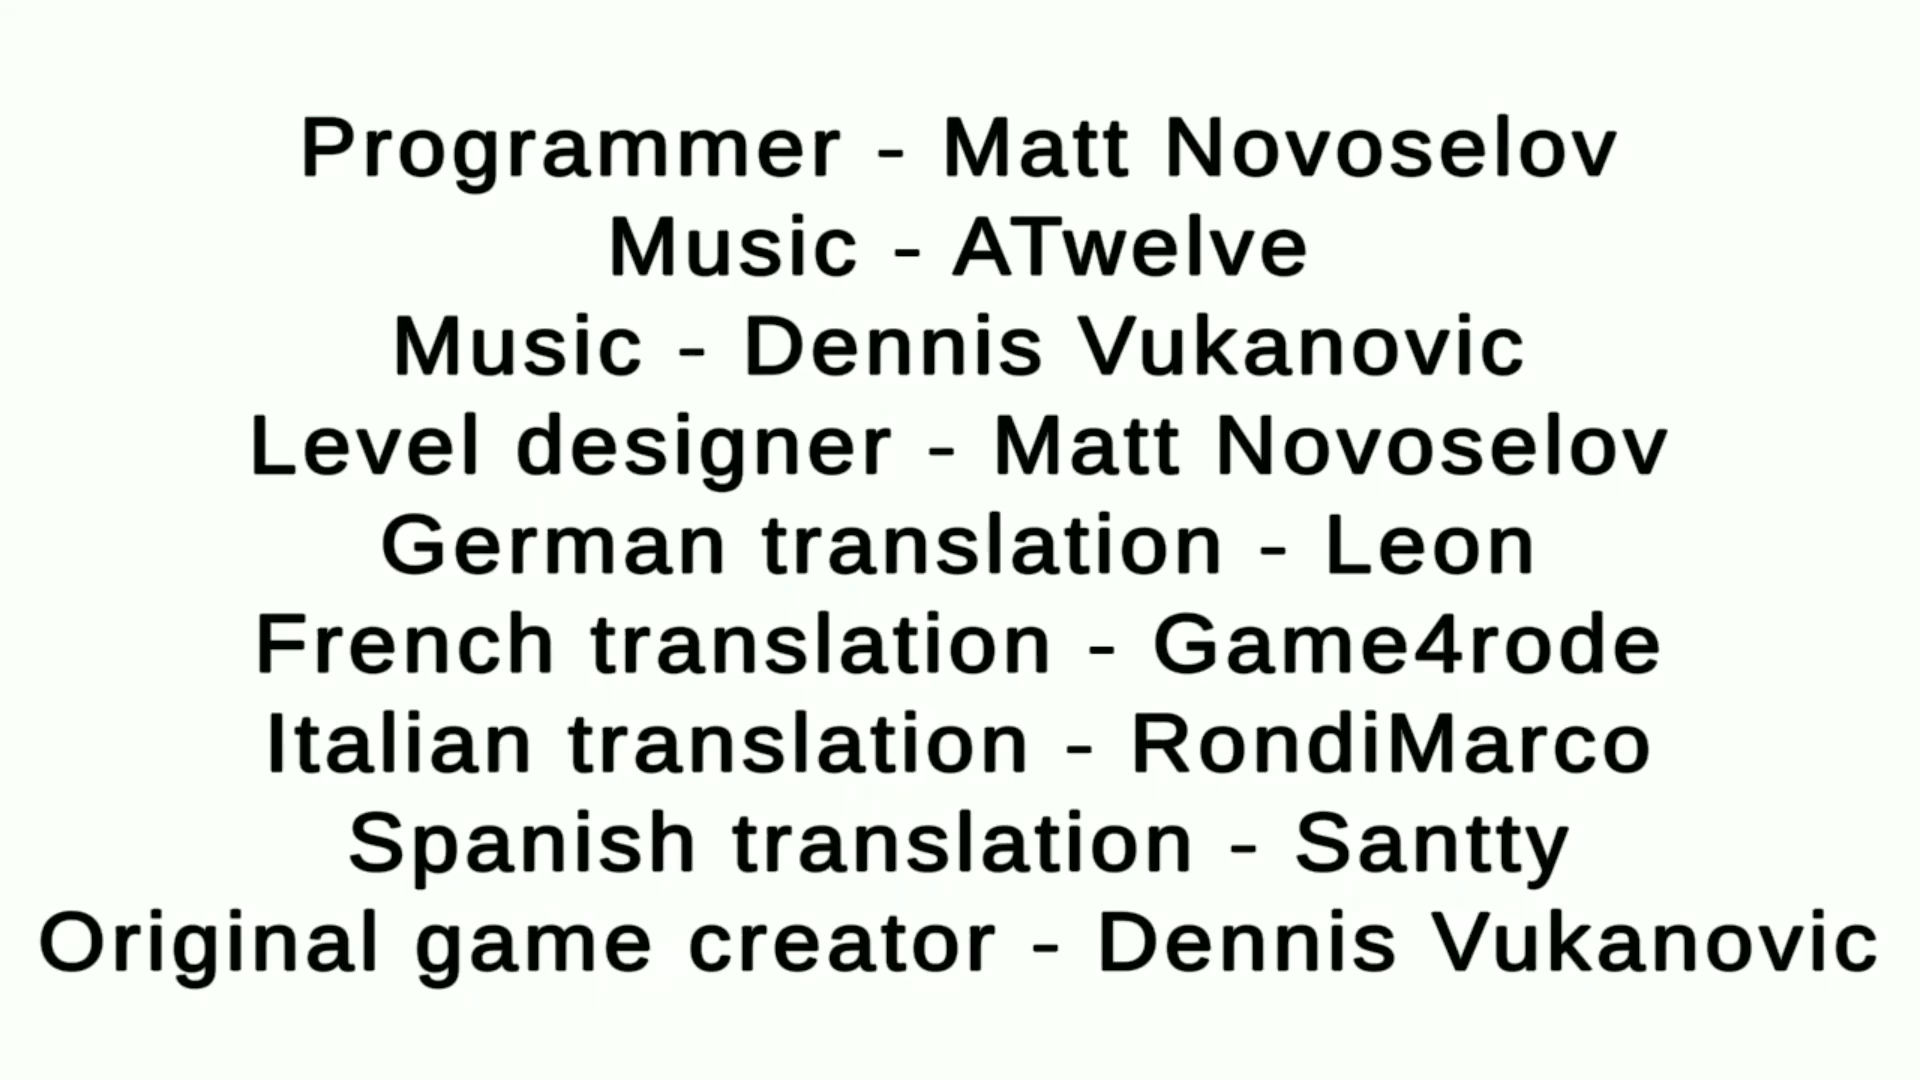 Programmer - Matt Novoselov
Music - ATwelve
Music - Dennis Vukanovic
Level designer - Matt Novoselov
German translation - Leon
French translation - Game4rode
Italian translation - RondiMarco
Spanish translation - Santty
Original game creator - Dennis Vukanovic